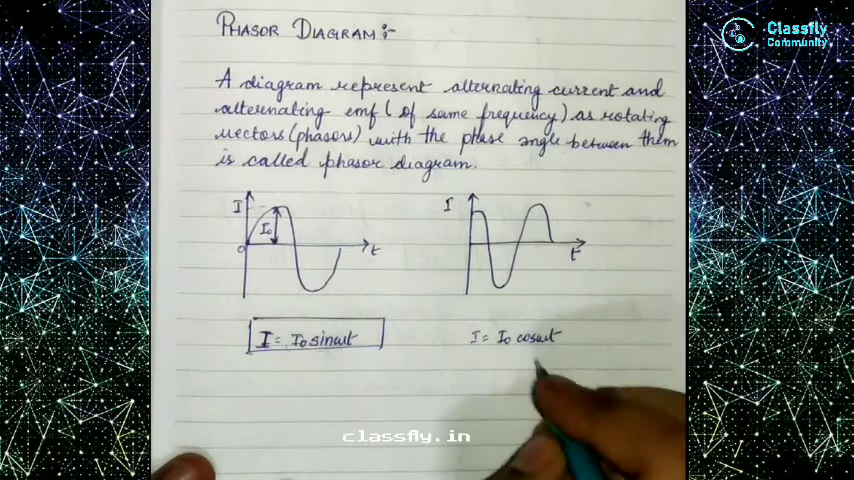 PHASOR DIAGRAM:-
Classfly
Community
A diagram represent alternating current and
alternating emf (of same frequency) as rotating
vectors (phasors) with the phase angle between them
is called phasor diagram.
I
I₀
0
t
I
t
I = I₀ sinωt
I = I₀ cosωt
classfly.in